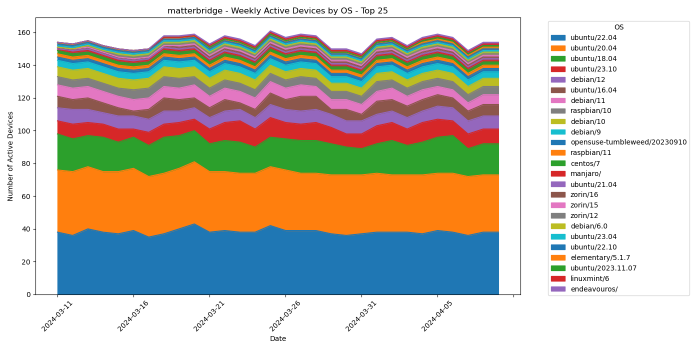 matterbridge - Weekly Active Devices by OS - Top 25
Number of Active Devices
160
140
120
100
80
60
40
20
0
2024-03-11
2024-03-16
2024-03-21
2024-03-26
2024-03-31
2024-04-05
Date
OS
ubuntu/22.04
ubuntu/20.04
ubuntu/18.04
ubuntu/23.10
debian/12
ubuntu/16.04
debian/11
raspbian/10
debian/10
debian/9
opensuse-tumbleweed/20230910
raspbian/11
centos/7
manjaro/
ubuntu/21.04
zorin/16
zorin/15
zorin/12
debian/6.0
ubuntu/23.04
ubuntu/22.10
elementary/5.1.7
ubuntu/2023.11.07
linuxmint/6
endeavouros/